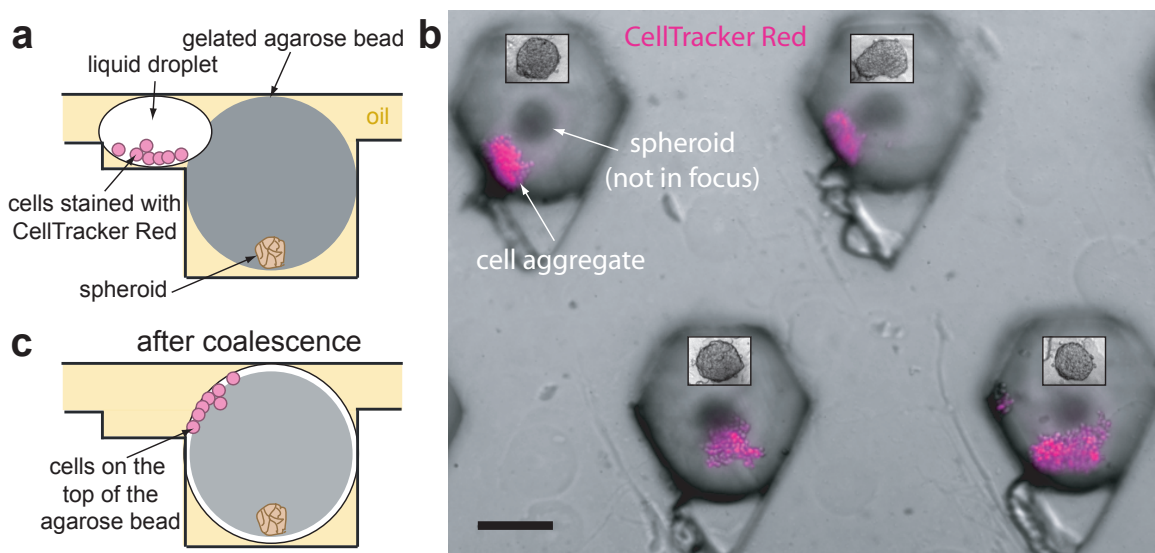 a
gelated agarose bead
liquid droplet
oil
cells stained with
CellTracker Red
spheroid
b
CellTracker Red
spheroid
(not in focus)
cell aggregate
c
after coalescence
cells on the
top of the
agarose bead